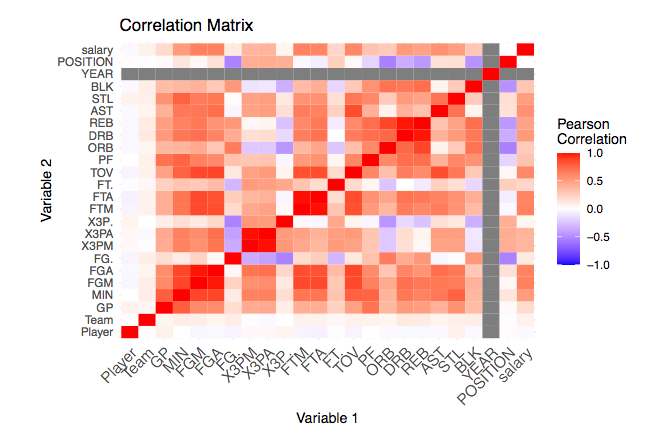 Correlation Matrix
Variable 2
salary
POSITION
YEAR
BLK
STL
AST
REB
DRB
ORB
PF
TOV
FT.
FTA
FTM
X3P.
X3PA
X3PM
FG.
FGA
FGM
MIN
GP
Team
Player
Player
Team
GP
MIN
FGM
FGA
FG.
X3PM
X3PA
X3P.
FTM
FTA
FT.
TOV
PF
ORB
DRB
REB
AST
STL
BLK
YEAR
POSITION
salary
Variable 1
Pearson
Correlation
1.0
0.5
0.0
−0.5
−1.0